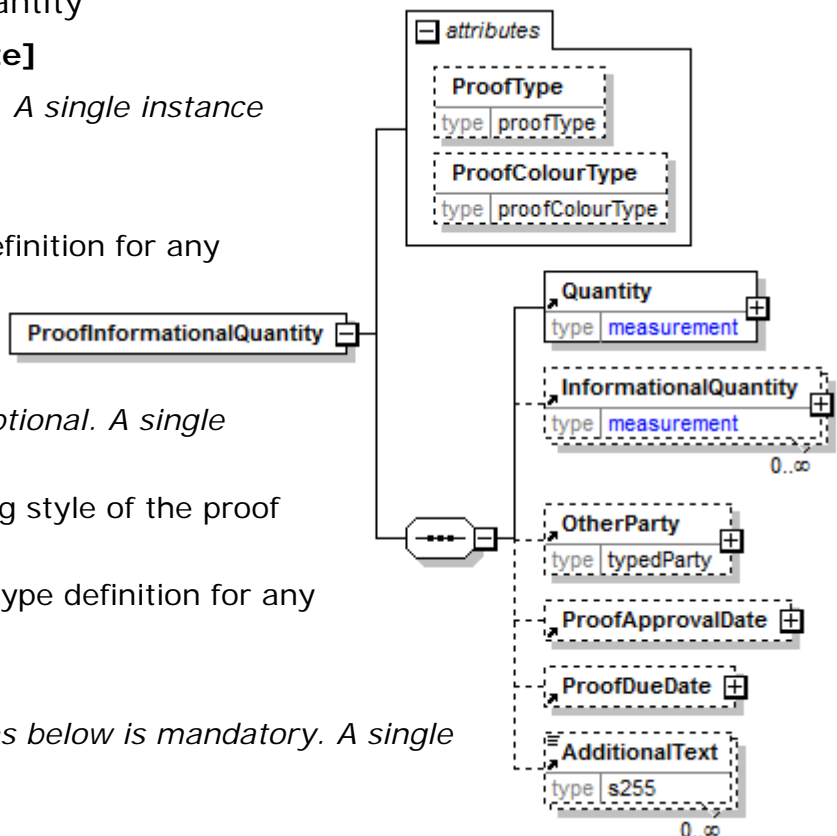 antity
te]
. A single instance
efinition for any
ptional. A single
g style of the proof
ype definition for any
ns below is mandatory. A single
attributes
ProofType
type proofType
ProofColourType
type proofColourType
ProofInformationalQuantity
Quantity
type measurement
InformationalQuantity
type measurement
0..∞
OtherParty
type typedParty
ProofApprovalDate
ProofDueDate
AdditionalText
type s255
0..∞